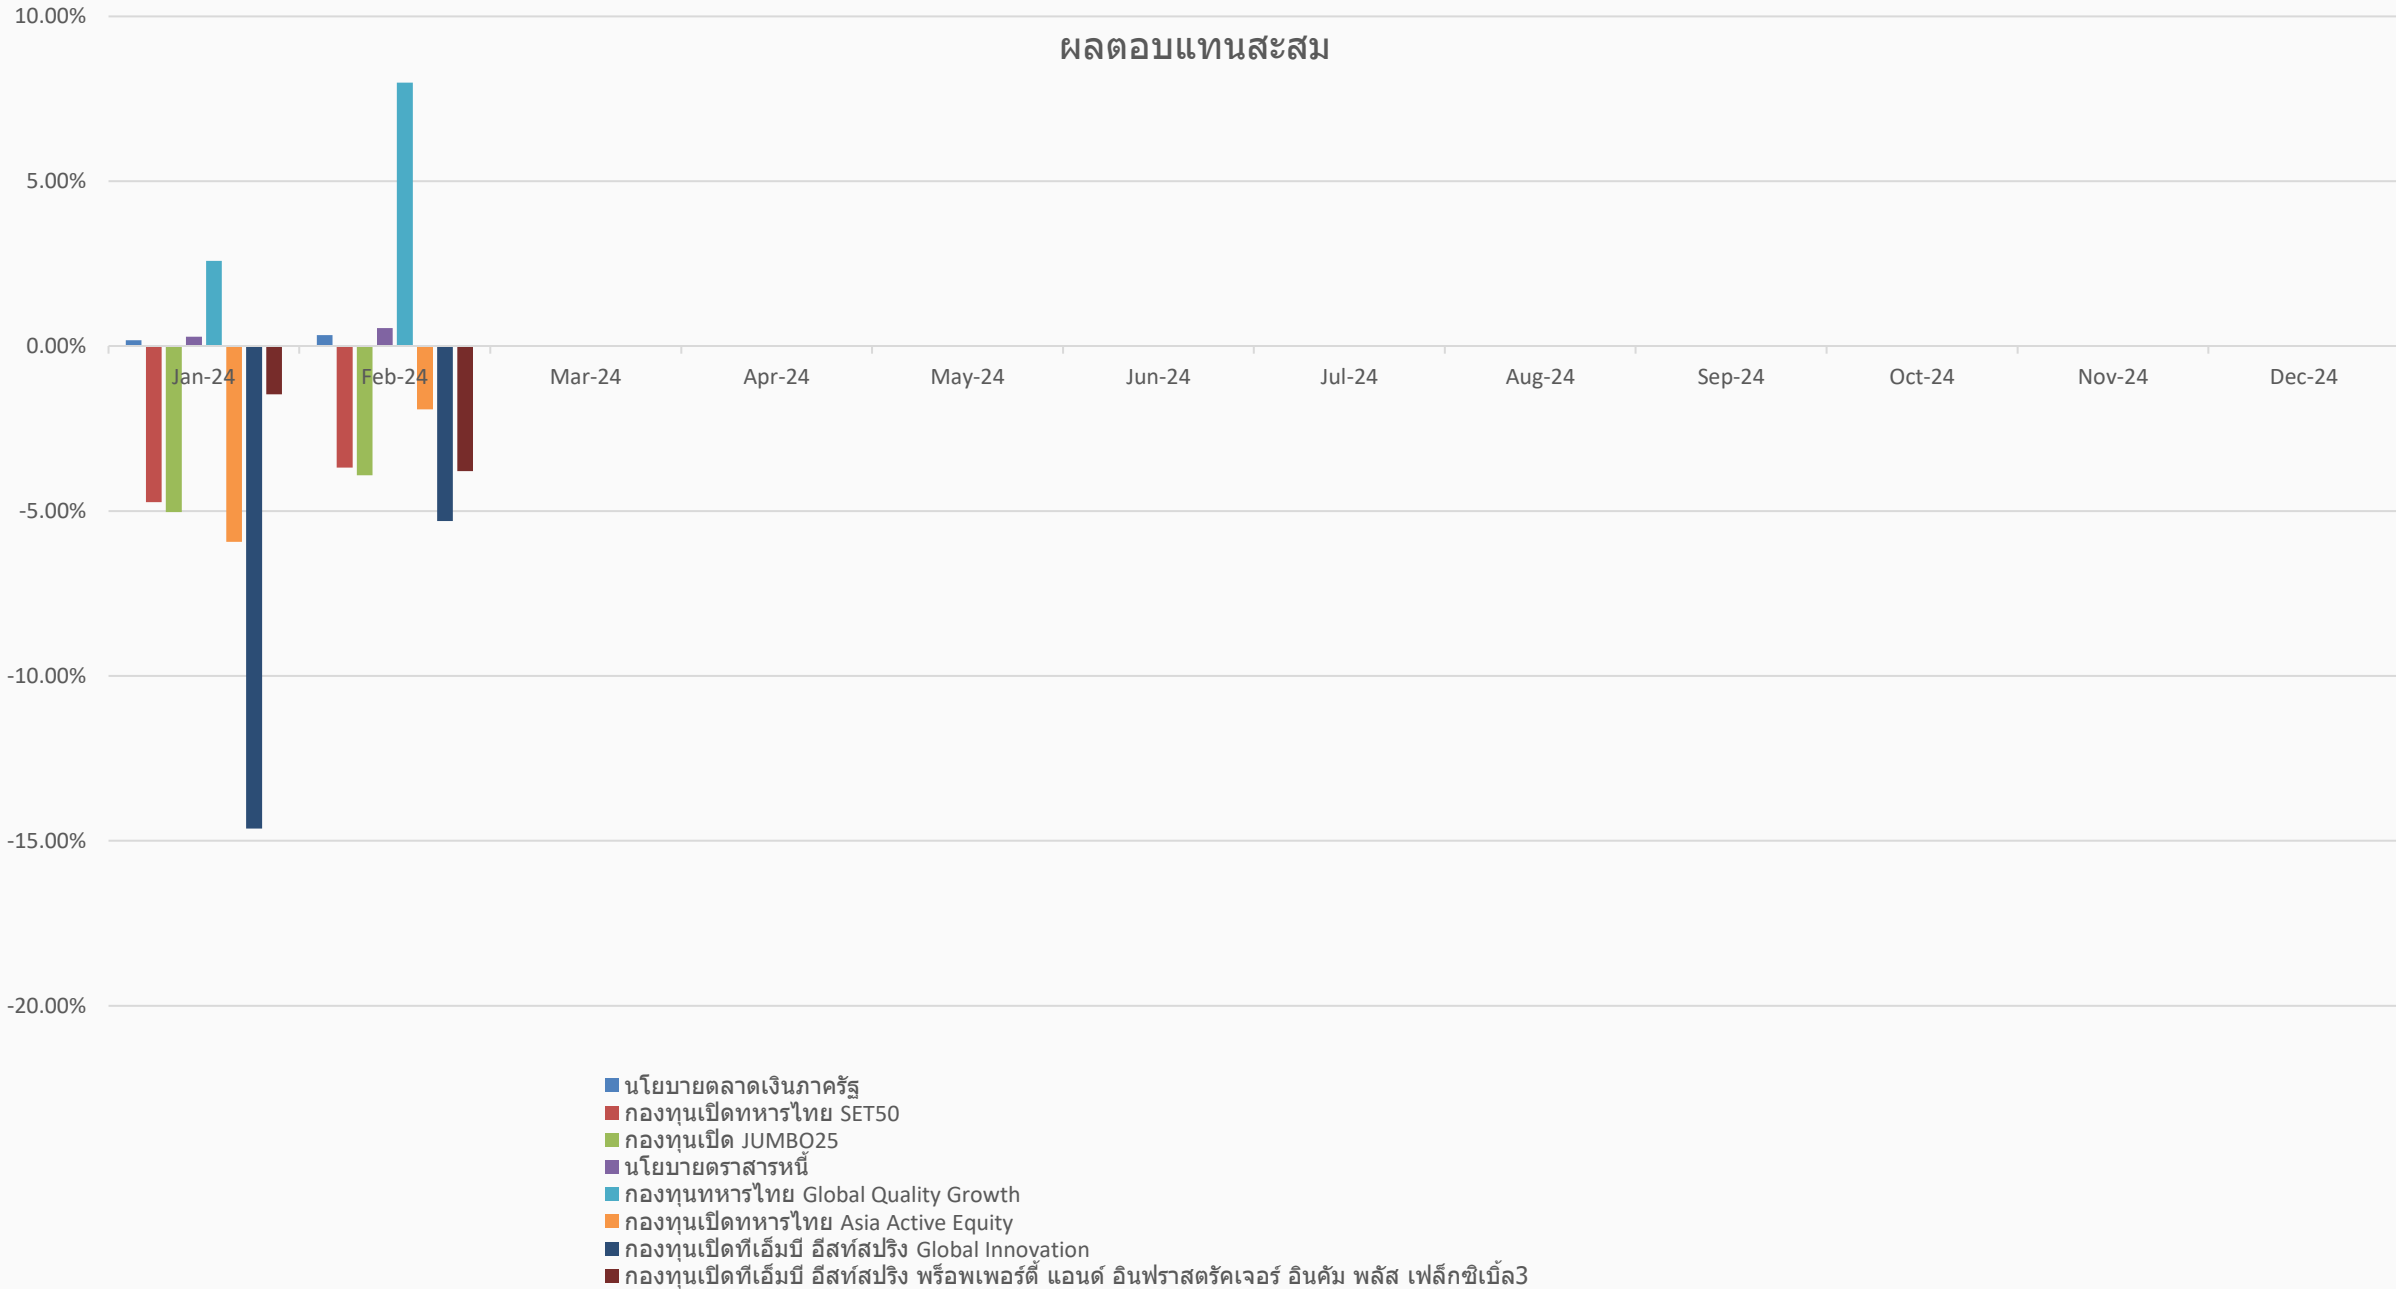 ผลตอบแทนสะสม
10.00%
5.00%
0.00%
-5.00%
-10.00%
-15.00%
-20.00%
Jan-24 Feb-24 Mar-24 Apr-24 May-24 Jun-24 Jul-24 Aug-24 Sep-24 Oct-24 Nov-24 Dec-24
นโยบายตลาดเงินภาครัฐ
กองทุนเปิดทหารไทย SET50
กองทุนเปิด JUMBO25
นโยบายตราสารหนี้
กองทุนทหารไทย Global Quality Growth
กองทุนเปิดทหารไทย Asia Active Equity
กองทุนเปิดทีเอ็มบี อีสท์สปริง Global Innovation
กองทุนเปิดทีเอ็มบี อีสท์สปริง พร็อพเพอร์ตี้ แอนด์ อินฟราสตรัคเจอร์ อินคัม พลัส เฟล็กซิเบิ้ล3